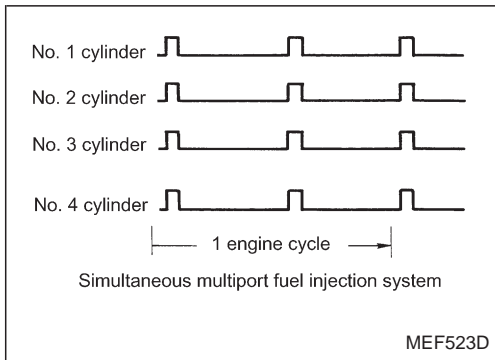 No. 1 cylinder
No. 2 cylinder
No. 3 cylinder
No. 4 cylinder
1 engine cycle
Simultaneous multiport fuel injection system
MEF523D